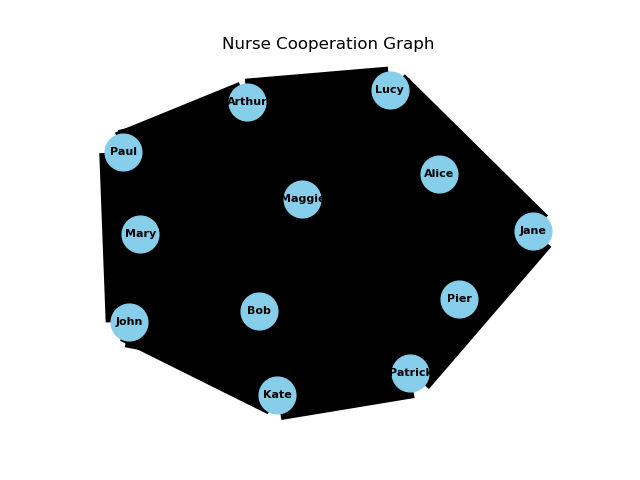 Nurse Cooperation Graph
Lucy
Arthur
Paul
Alice
Maggie
Jane
Mary
Pier
Bob
John
Patrick
Kate